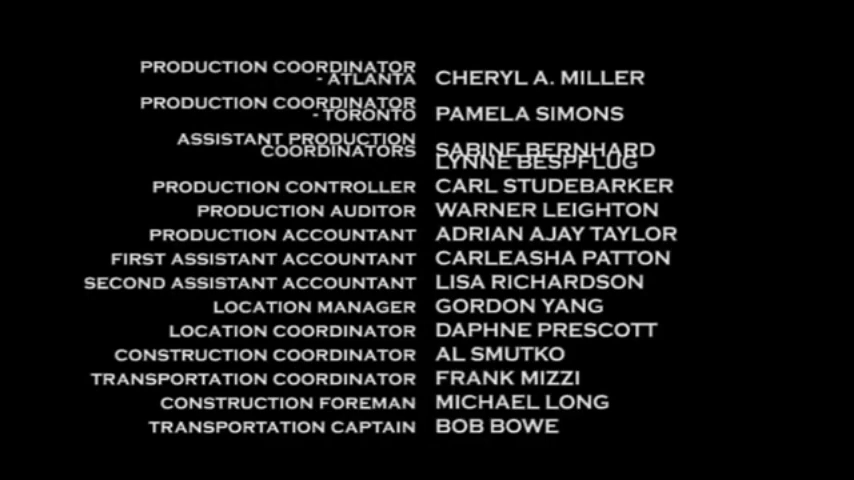 PRODUCTION COORDINATOR
- ATLANTA CHERYL A. MILLER
PRODUCTION COORDINATOR
- TORONTO PAMELA SIMONS
ASSISTANT PRODUCTION
COORDINATORS SABINE BERNHARD
LYNNE BESPFLUG
PRODUCTION CONTROLLER CARL STUDEBARKER
PRODUCTION AUDITOR WARNER LEIGHTON
PRODUCTION ACCOUNTANT ADRIAN AJAY TAYLOR
FIRST ASSISTANT ACCOUNTANT CARLEASHA PATTON
SECOND ASSISTANT ACCOUNTANT LISA RICHARDSON
LOCATION MANAGER GORDON YANG
LOCATION COORDINATOR DAPHNE PRESCOTT
CONSTRUCTION COORDINATOR AL SMUTKO
TRANSPORTATION COORDINATOR FRANK MIZZI
CONSTRUCTION FOREMAN MICHAEL LONG
TRANSPORTATION CAPTAIN BOB BOWE